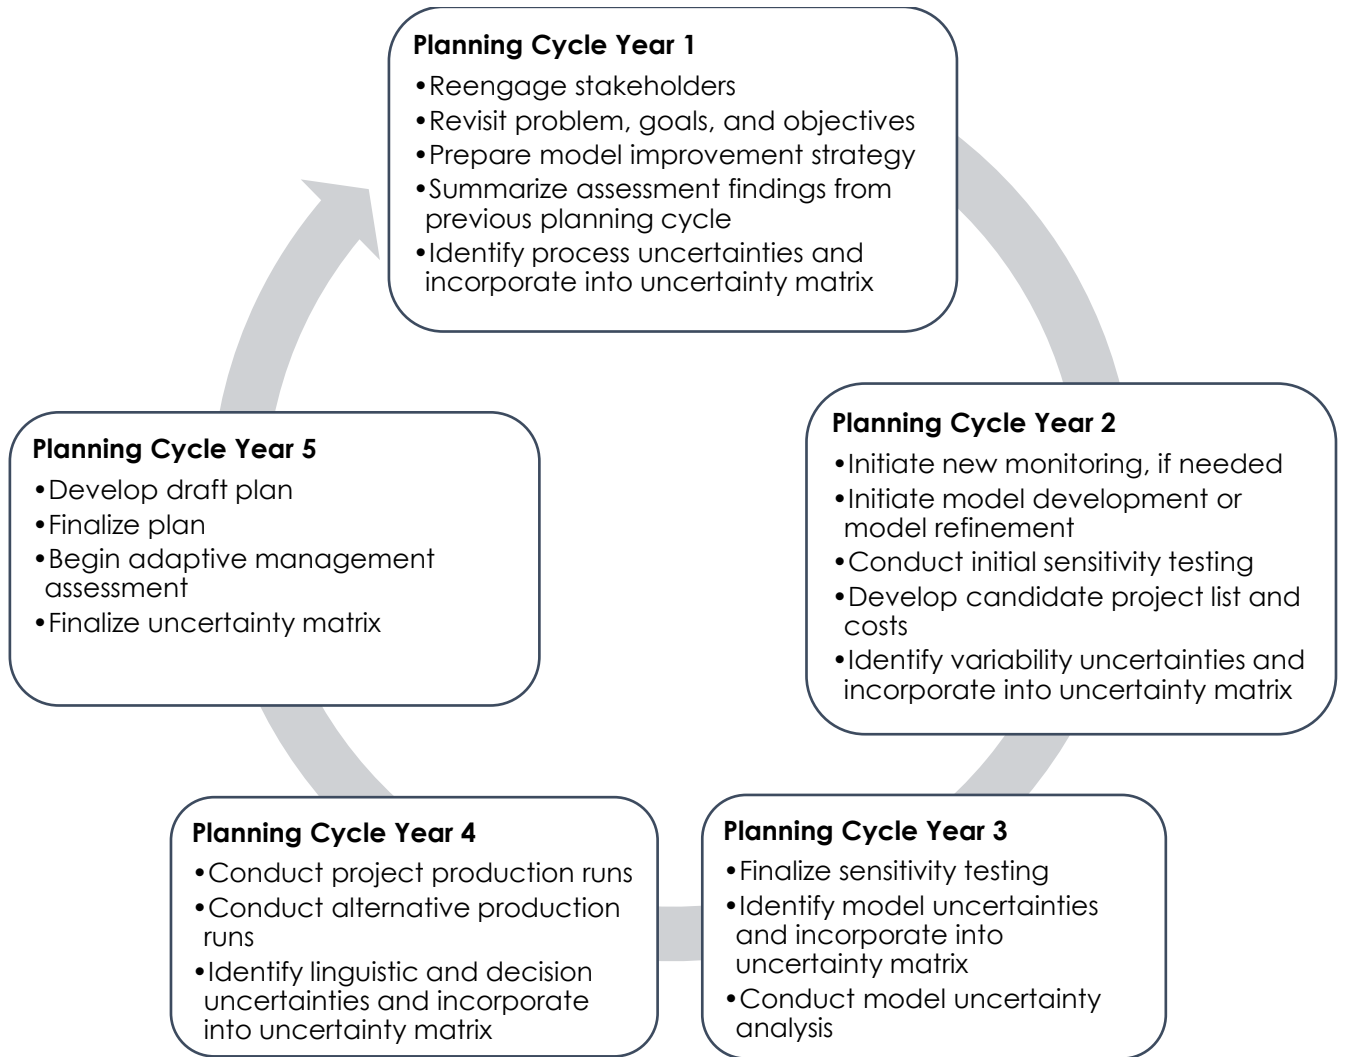 Planning Cycle Year 1
•Reengage stakeholders
•Revisit problem, goals, and objectives
•Prepare model improvement strategy
•Summarize assessment findings from
previous planning cycle
•Identify process uncertainties and
incorporate into uncertainty matrix
Planning Cycle Year 2
•Initiate new monitoring, if needed
•Initiate model development or
model refinement
•Conduct initial sensitivity testing
•Develop candidate project list and
costs
•Identify variability uncertainties and
incorporate into uncertainty matrix
Planning Cycle Year 3
•Finalize sensitivity testing
•Identify model uncertainties
and incorporate into
uncertainty matrix
•Conduct model uncertainty
analysis
Planning Cycle Year 4
•Conduct project production runs
•Conduct alternative production
runs
•Identify linguistic and decision
uncertainties and incorporate
into uncertainty matrix
Planning Cycle Year 5
•Develop draft plan
•Finalize plan
•Begin adaptive management
assessment
•Finalize uncertainty matrix